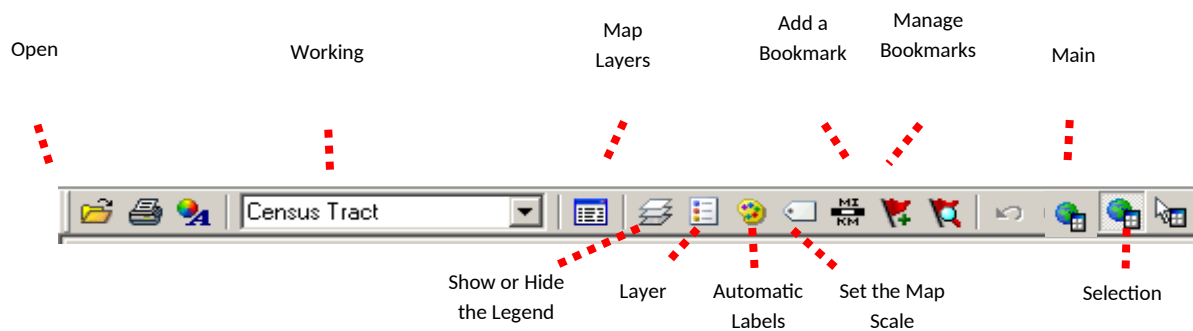 Open
Working
Map
Layers
Add a
Bookmark
Manage
Bookmarks
Main
A
Census Tract
MI
KM
Show or Hide
the Legend
Layer
Automatic
Labels
Set the Map
Scale
Selection